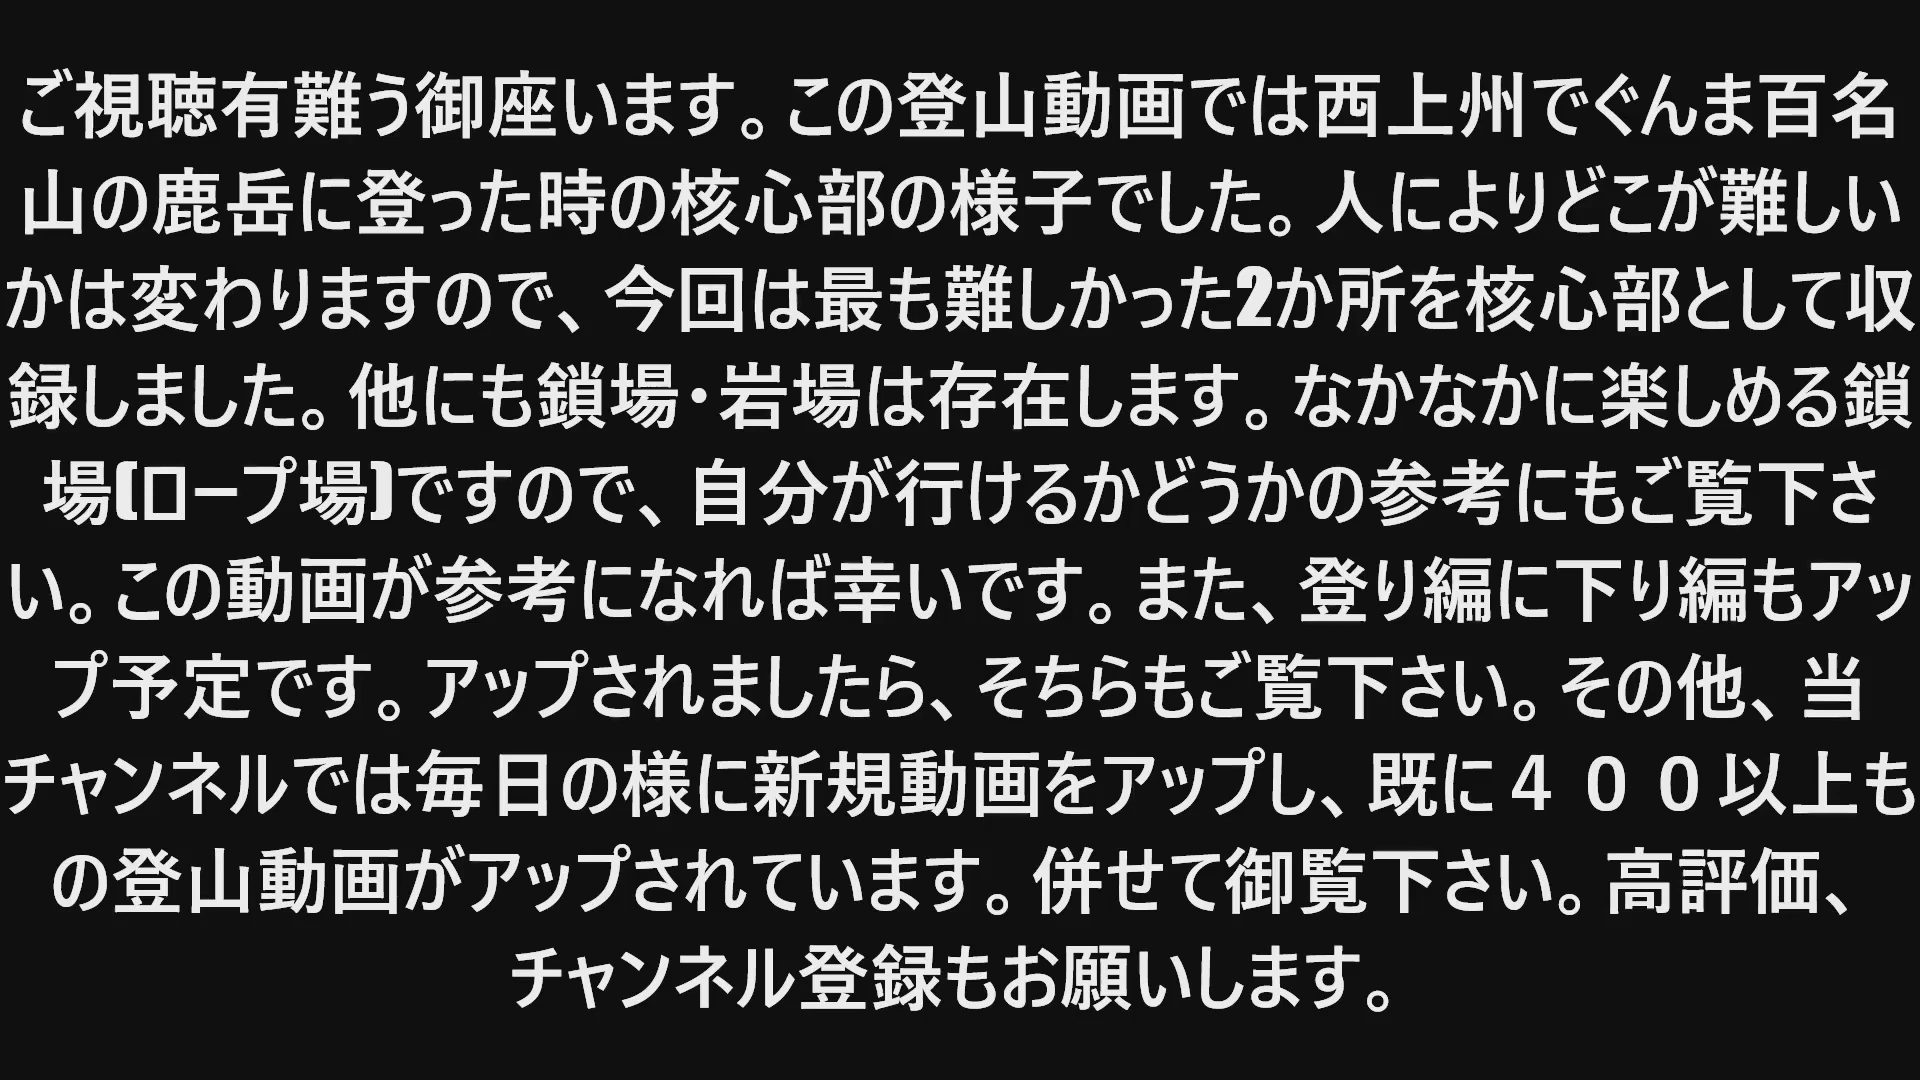 ご視聴有難う御座います。この登山動画では西上州でぐんま百名
山の鹿岳に登った時の核心部の様子でした。人によりどこが難しい
かは変わりますので、今回は最も難しかった2か所を核心部として収
録しました。他にも鎖場・岩場は存在します。なかなかに楽しめる鎖
場(ロープ場)ですので、自分が行けるかどうかの参考にもご覧下さ
い。この動画が参考になれば幸いです。また、登り編に下り編もアッ
プ予定です。アップされましたら、そちらもご覧下さい。その他、当
チャンネルでは毎日の様に新規動画をアップし、既に４００以上も
の登山動画がアップされています。併せて御覧下さい。高評価、
チャンネル登録もお願いします。